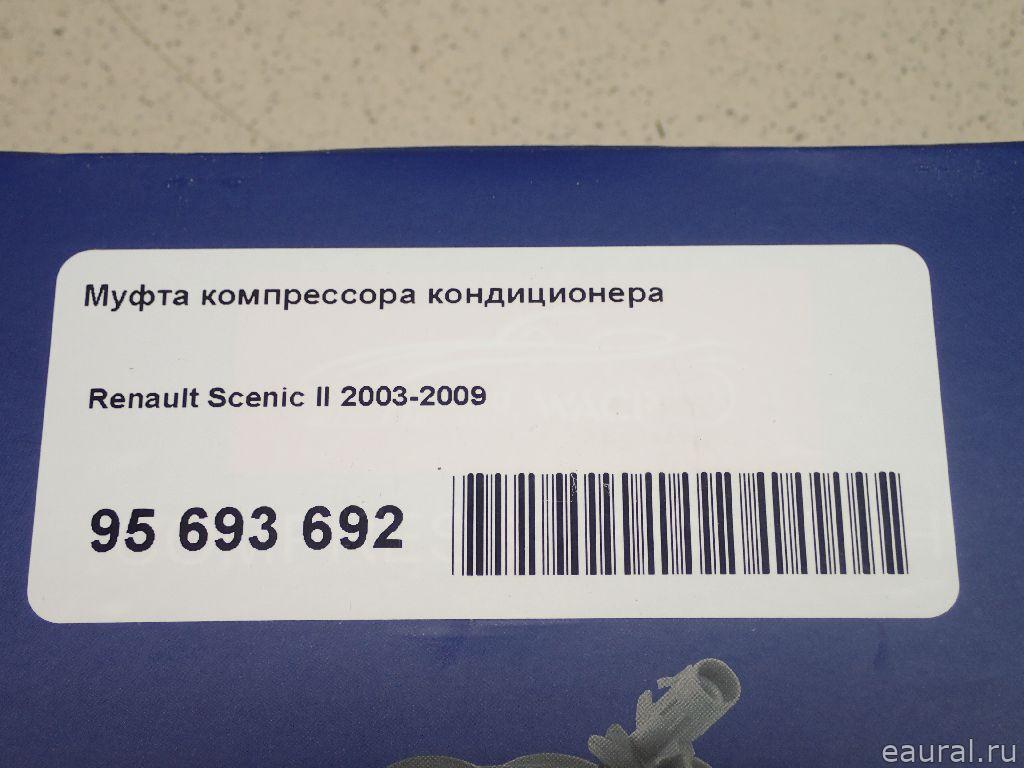 Муфта компрессора кондиционера
Renault Scenic II 2003-2009
95 693 692
eaural.ru